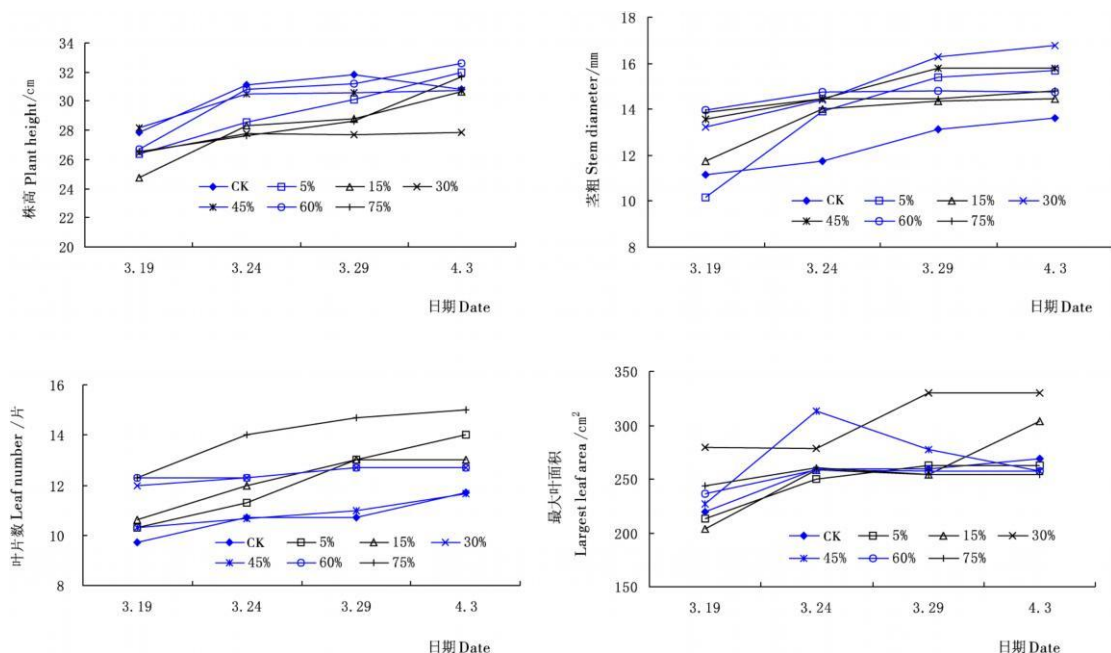 株高 Plant height/cm
34
32
30
28
26
24
22
20
CK 5% 15% 30%
45% 60% 75%
3.19 3.24 3.29 4.3
日期 Date
茎粗 Stem diameter/mm
18
16
14
12
10
8
CK 5% 15% 30%
45% 60% 75%
3.19 3.24 3.29 4.3
日期 Date
叶片数 Leaf number /片
16
14
12
10
8
CK 5% 15% 30%
45% 60% 75%
3.19 3.24 3.29 4.3
日期 Date
最大叶面积
Largest leaf area /cm²
350
300
250
200
150
CK 5% 15% 30%
45% 60% 75%
3.19 3.24 3.29 4.3
日期 Date